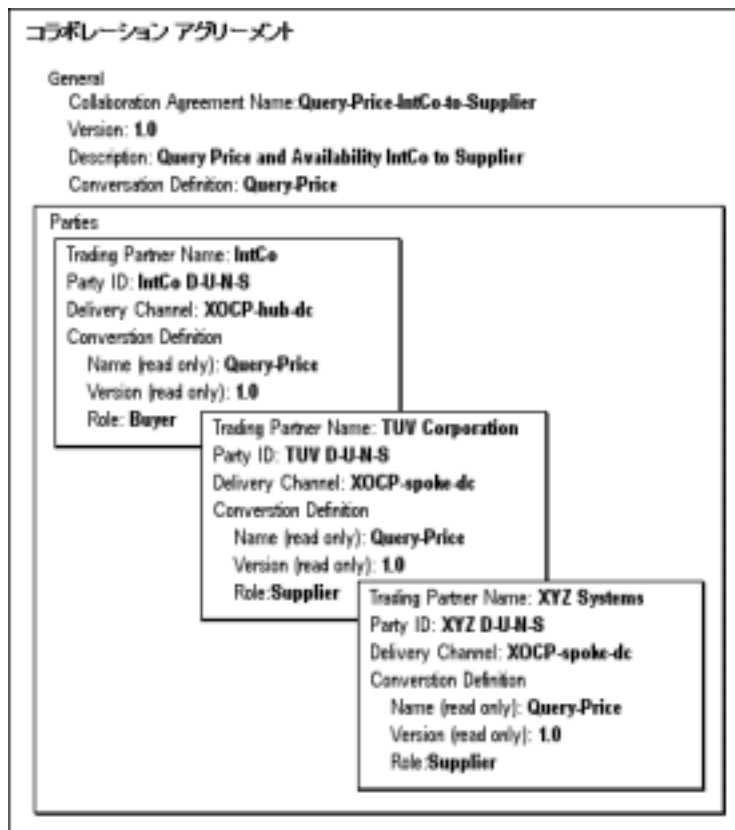 コラボレーション アグリーメント
General
Collaboration Agreement Name:Query-Price-IntCo-to-Supplier
Version: 1.0
Description: Query Price and Availability IntCo to Supplier
Conversation Definition: Query-Price
Parties
Trading Partner Name: IntCo
Party ID: IntCo D-U-N-S
Delivery Channel: XOCP-hub-dc
Converstion Definition
Name (read only): Query-Price
Version (read only): 1.0
Role: Buyer
Trading Partner Name: TUV Corporation
Party ID: TUV D-U-N-S
Delivery Channel: XOCP-spoke-dc
Converstion Definition
Name (read only): Query-Price
Version (read only): 1.0
Role:Supplier
Trading Partner Name: XYZ Systems
Party ID: XYZ D-U-N-S
Delivery Channel: XOCP-spoke-dc
Converstion Definition
Name (read only): Query-Price
Version (read only): 1.0
Role:Supplier